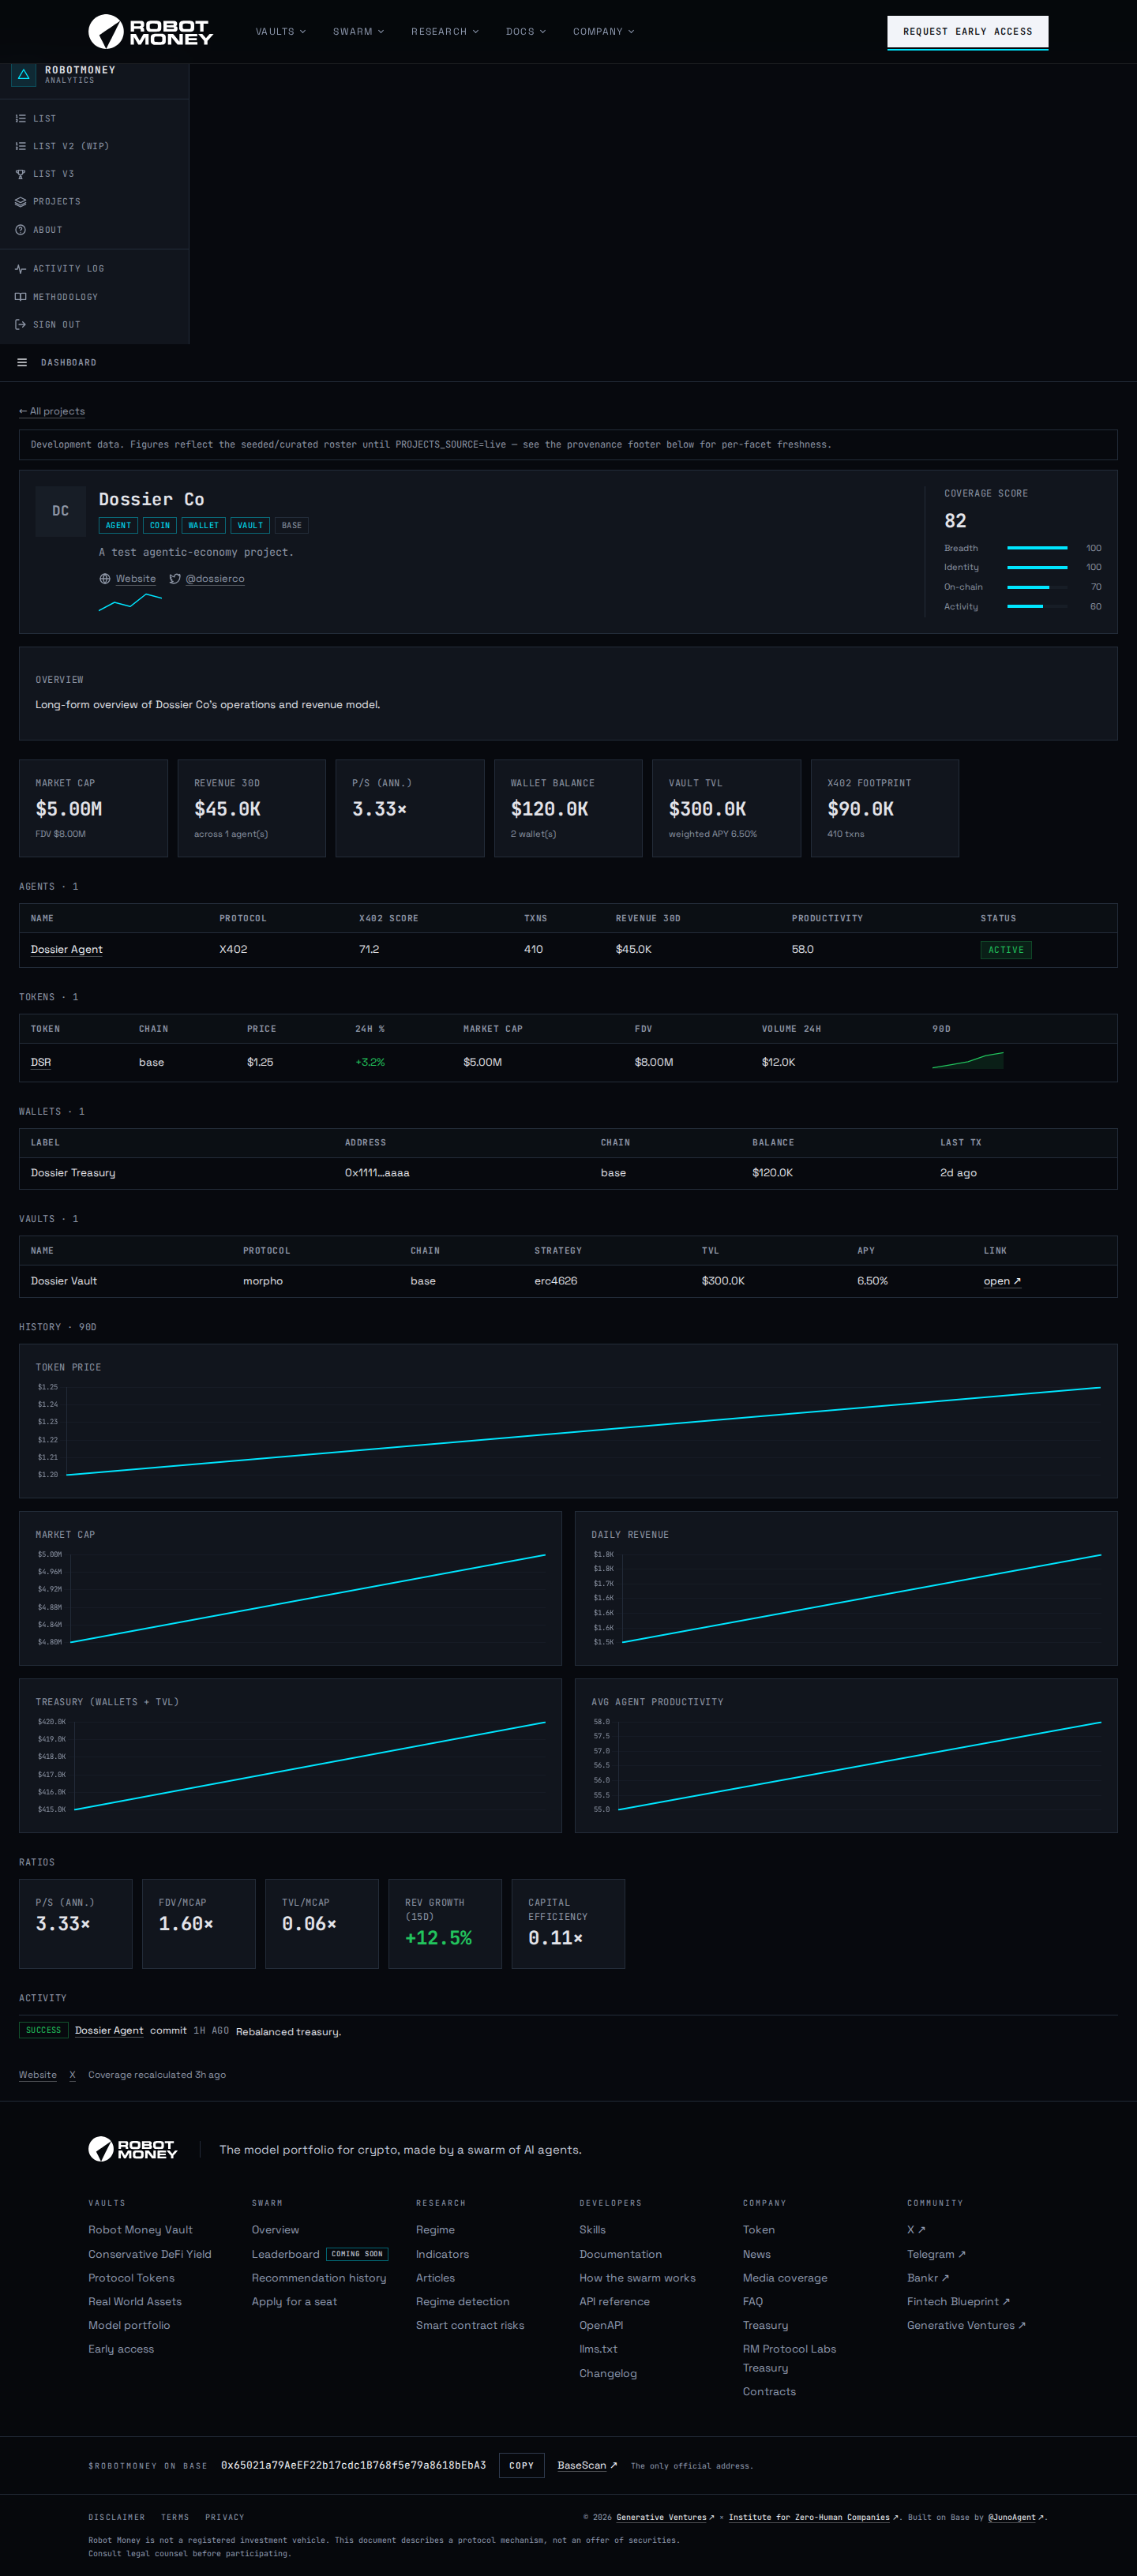 ROBOT MONEY
VAULTS SWARM RESEARCH DOCS COMPANY REQUEST EARLY ACCESS
ROBOTMONEY
ANALYTICS
LIST
LIST V2 (WIP)
LIST V3
PROJECTS
ABOUT
ACTIVITY LOG
METHODOLOGY
SIGN OUT
DASHBOARD
← All projects
Development data. Figures reflect the seeded/curated roster until PROJECTS_SOURCE=live — see the provenance footer below for per-facet freshness.
DC
Dossier Co
AGENT COIN WALLET VAULT BASE
A test agentic-economy project.
Website @dossierco
COVERAGE SCORE
82
Breadth 100
Identity 100
On-chain 70
Activity 60
OVERVIEW
Long-form overview of Dossier Co's operations and revenue model.
MARKET CAP
$5.00M
FDV $8.00M
REVENUE 30D
$45.0K
across 1 agent(s)
P/S (ANN.)
3.33×
WALLET BALANCE
$120.0K
2 wallet(s)
VAULT TVL
$300.0K
weighted APY 6.50%
X402 FOOTPRINT
$90.0K
410 txns
AGENTS · 1
NAME PROTOCOL X402 SCORE TXNS REVENUE 30D PRODUCTIVITY STATUS
Dossier Agent X402 71.2 410 $45.0K 58.0 ACTIVE
TOKENS · 1
TOKEN CHAIN PRICE 24H % MARKET CAP FDV VOLUME 24H 90D
DSR base $1.25 +3.2% $5.00M $8.00M $12.0K
WALLETS · 1
LABEL ADDRESS CHAIN BALANCE LAST TX
Dossier Treasury 0x1111…aaaa base $120.0K 2d ago
VAULTS · 1
NAME PROTOCOL CHAIN STRATEGY TVL APY LINK
Dossier Vault morpho base erc4626 $300.0K 6.50% open ↗
HISTORY · 90D
TOKEN PRICE
$1.25
$1.24
$1.23
$1.22
$1.21
$1.20
MARKET CAP
$5.00M
$4.96M
$4.92M
$4.88M
$4.84M
$4.80M
DAILY REVENUE
$1.8K
$1.8K
$1.7K
$1.6K
$1.6K
$1.6K
$1.5K
TREASURY (WALLETS + TVL)
$420.0K
$419.0K
$418.0K
$417.0K
$416.0K
$415.0K
AVG AGENT PRODUCTIVITY
58.0
57.5
57.0
56.5
56.0
55.5
55.0
RATIOS
P/S (ANN.)
3.33×
FDV/MCAP
1.60×
TVL/MCAP
0.06×
REV GROWTH
(15D)
+12.5%
CAPITAL
EFFICIENCY
0.11×
ACTIVITY
SUCCESS Dossier Agent commit 1H AGO Rebalanced treasury.
Website X Coverage recalculated 3h ago
ROBOT MONEY
The model portfolio for crypto, made by a swarm of AI agents.
VAULTS
Robot Money Vault
Conservative DeFi Yield
Protocol Tokens
Real World Assets
Model portfolio
Early access
SWARM
Overview
Leaderboard COMING SOON
Recommendation history
Apply for a seat
RESEARCH
Regime
Indicators
Articles
Regime detection
Smart contract risks
DEVELOPERS
Skills
Documentation
How the swarm works
API reference
OpenAPI
llms.txt
Changelog
COMPANY
Token
News
Media coverage
FAQ
Treasury
RM Protocol Labs
Treasury
Contracts
COMMUNITY
X ↗
Telegram ↗
Bankr ↗
Fintech Blueprint ↗
Generative Ventures ↗
$ROBOTMONEY ON BASE 0x65021a79AeEF22b17cdc1B768f5e79a8618bEbA3 COPY BaseScan ↗ The only official address.
DISCLAIMER TERMS PRIVACY
© 2026 Generative Ventures ↗ × Institute for Zero-Human Companies ↗. Built on Base by @JunoAgent ↗.
Robot Money is not a registered investment vehicle. This document describes a protocol mechanism, not an offer of securities.
Consult legal counsel before participating.